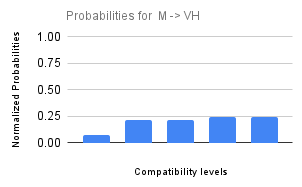 Probabilities for M -> VH
Normalized Probabilities
1.00
0.75
0.50
0.25
0.00
Compatibility levels